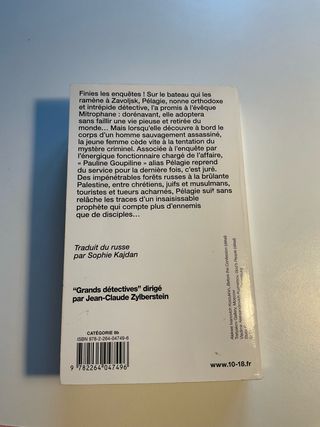 Finies les enquêtes ! Sur le bateau qui les
ramène à Zavoljsk, Pélagie, nonne orthodoxe
et intrépide détective, l'a promis à l'évêque
Mitrophane : dorénavant, elle adoptera
sans faillir une vie pieuse et retirée du
monde... Mais lorsqu'elle découvre à bord le
corps d'un homme sauvagement assassiné,
la jeune femme cède vite à la tentation du
mystère criminel. Associée à l'enquête par
l'énergique fonctionnaire chargé de l'affaire,
« Pauline Goupiline » alias Pélagie reprend
du service pour la dernière fois, c'est juré.
Des impénétrables forêts russes à la brûlante
Palestine, entre chrétiens, juifs et musulmans,
touristes et tueurs acharnés, Pélagie suit sans
relâche les traces d'un insaisissable
prophète qui compte plus d'ennemis
que de disciples...
Traduit du russe
par Sophie Kajdan
"Grands détectives" dirigé
par Jean-Claude Zylberstein
CATÉGORIE 8b
ISBN 978-2-264-04749-6
9 782264 047496
www.10-18.fr